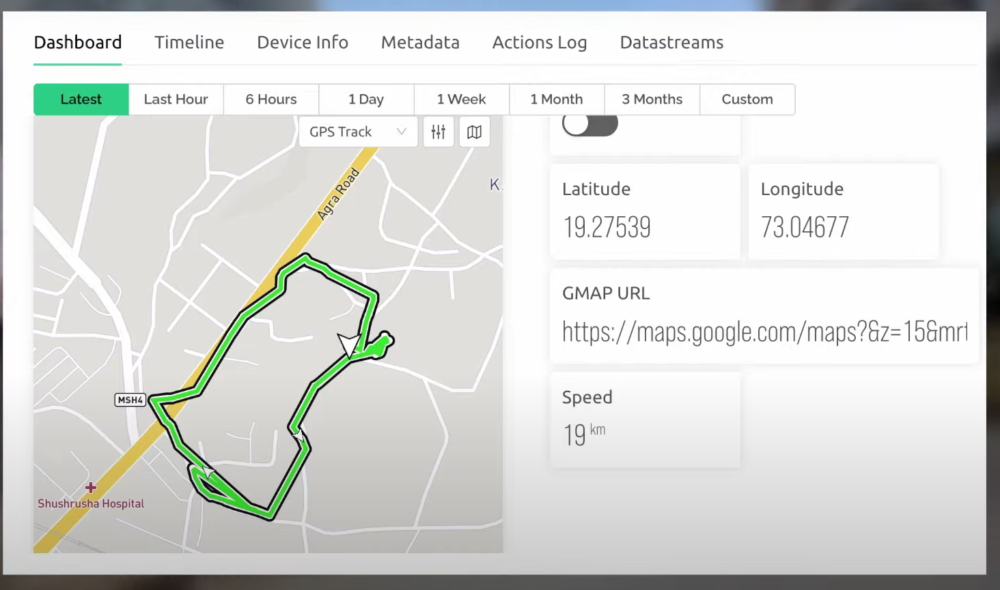 Dashboard Timeline Device Info Metadata Actions Log Datastreams
Latest Last Hour 6 Hours 1 Day 1 Week 1 Month 3 Months Custom
GPS Track
Agra Road
K.
MSH4
Shushrusha Hospital
Latitude
19.27539
Longitude
73.04677
GMAP URL
https://maps.google.com/maps?&z=15&mr
Speed
19 km